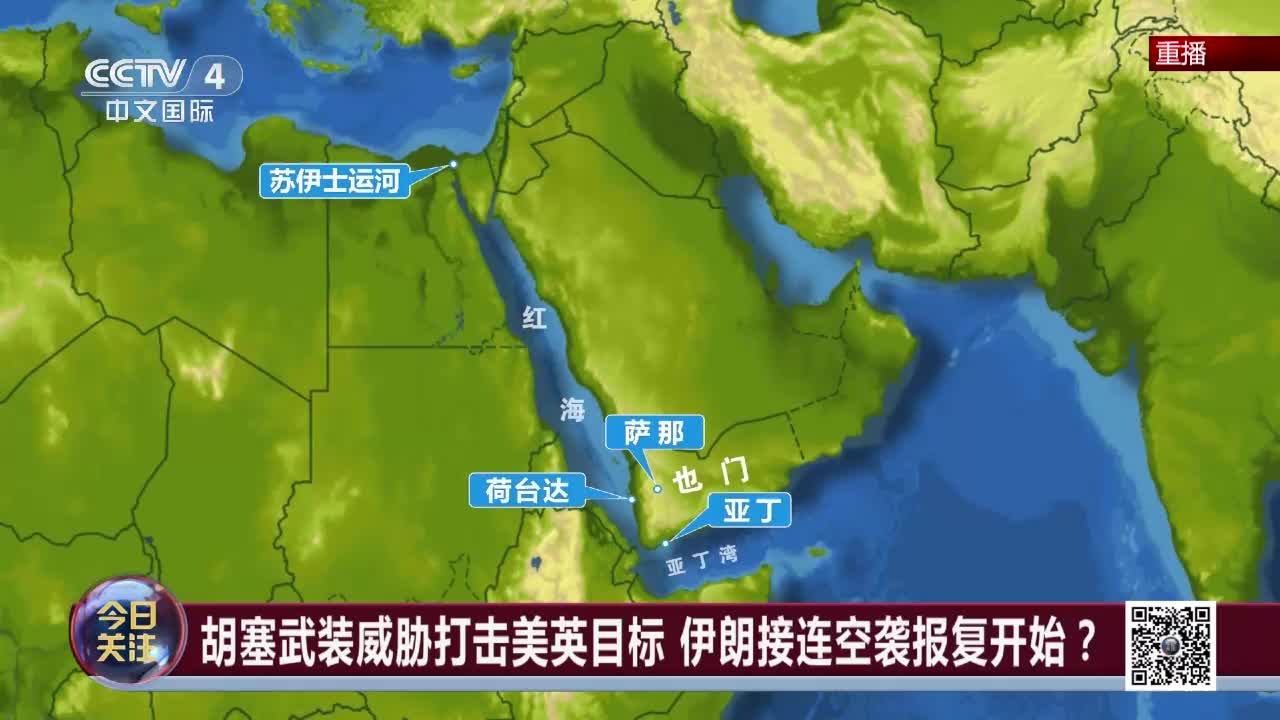 CCTV 4
中文国际
重播
苏伊士运河
红
海
萨那
也门
荷台达
亚丁
亚丁湾
今日
关注
胡塞武装威胁打击美英目标 伊朗接连空袭报复开始？